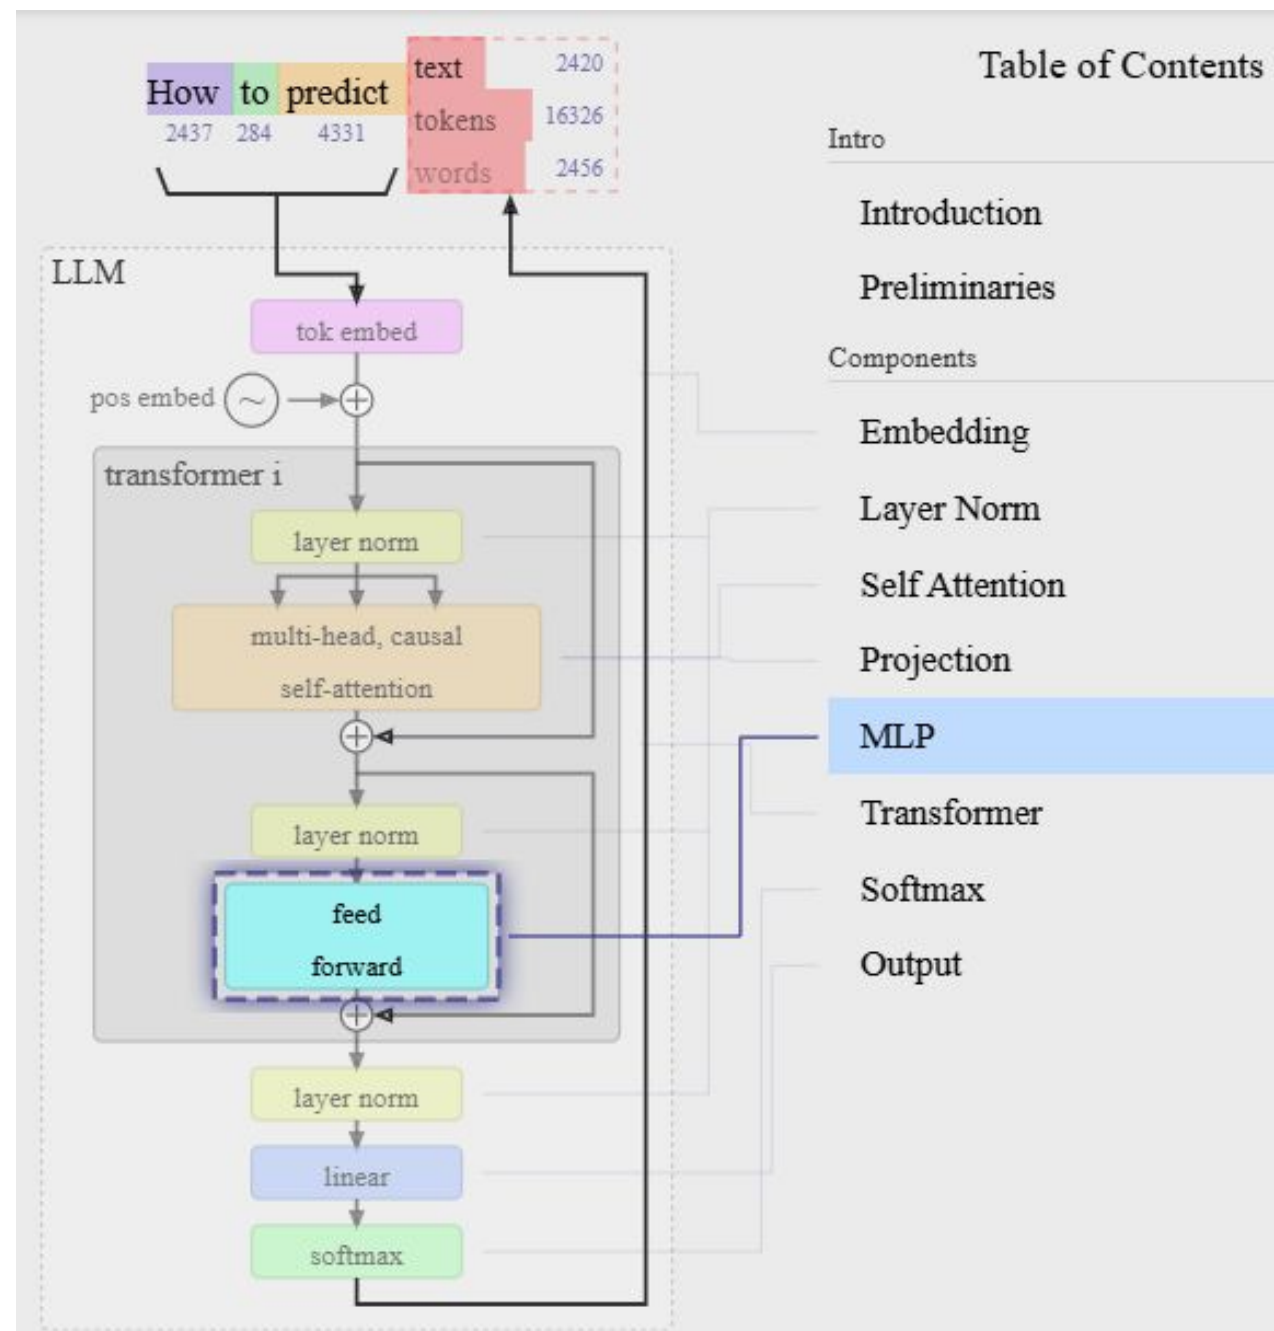 How to predict
2437 284 4331
text 2420
tokens 16326
words 2456
LLM
tok embed
pos embed
transformer i
layer norm
multi-head, causal
self-attention
layer norm
feed
forward
layer norm
linear
softmax
Table of Contents
Intro
Introduction
Preliminaries
Components
Embedding
Layer Norm
Self Attention
Projection
MLP
Transformer
Softmax
Output